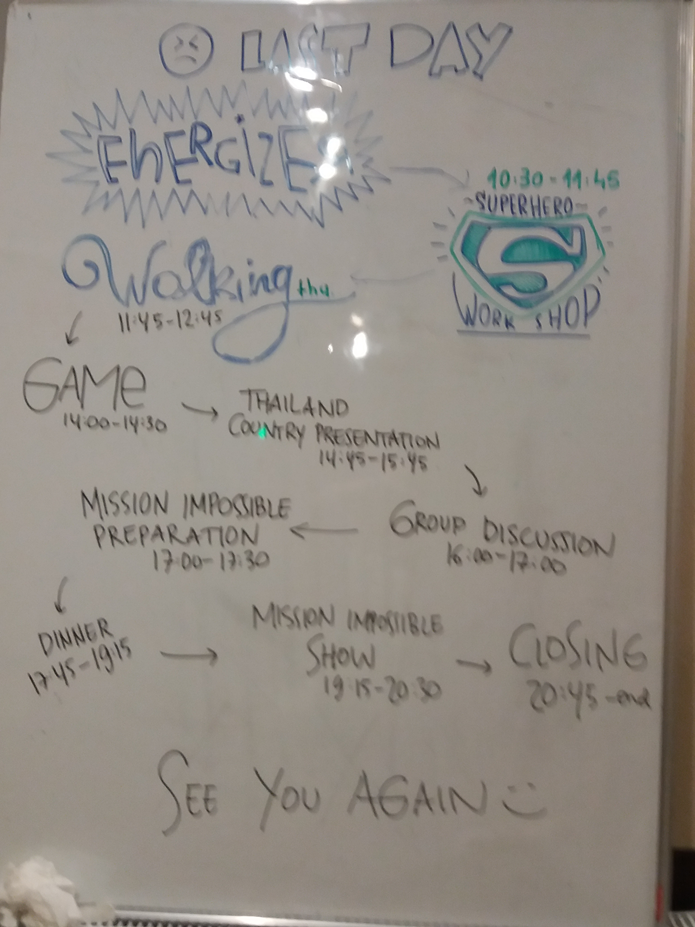 LAST DAY
ENERGIZER
10:30-11:45
SUPERHERO
S
WORK SHOP
Walking
11:45-12:45
GAME
14:00-14:30
THAILAND
COUNTRY PRESENTATION
14:45-15:45
GROUP DISCUSSION
16:00-17:00
MISSION IMPOSSIBLE
PREPARATION
17:00-17:30
DINNER
17:45-19:15
MISSION IMPOSSIBLE
SHOW
19:15-20:30
CLOSING
20:45-end
SEE YOU AGAIN